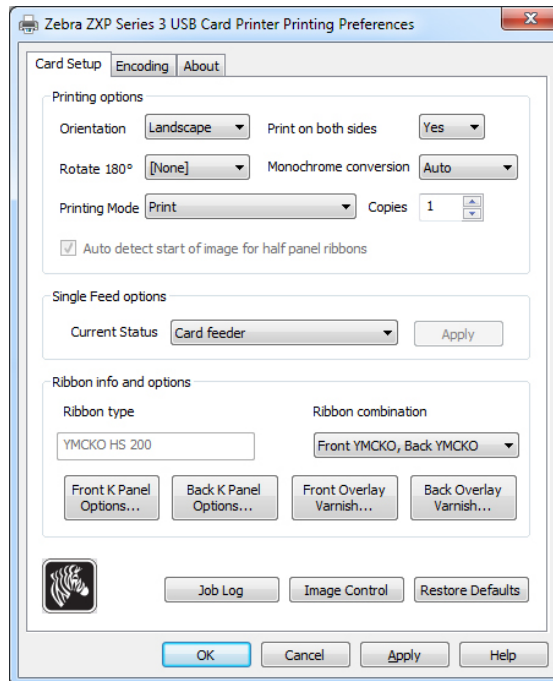 Zebra ZXP Series 3 USB Card Printer Printing Preferences
Card Setup Encoding About
Printing options
Orientation Landscape Print on both sides Yes
Rotate 180° [None] Monochrome conversion Auto
Printing Mode Print Copies 1
Auto detect start of image for half panel ribbons
Single Feed options
Current Status Card feeder Apply
Ribbon info and options
Ribbon type Ribbon combination
YMCKO HS 200 Front YMCKO, Back YMCKO
Front K Panel Back K Panel Front Overlay Back Overlay
Options... Options... Varnish... Varnish...
Job Log Image Control Restore Defaults
OK Cancel Apply Help